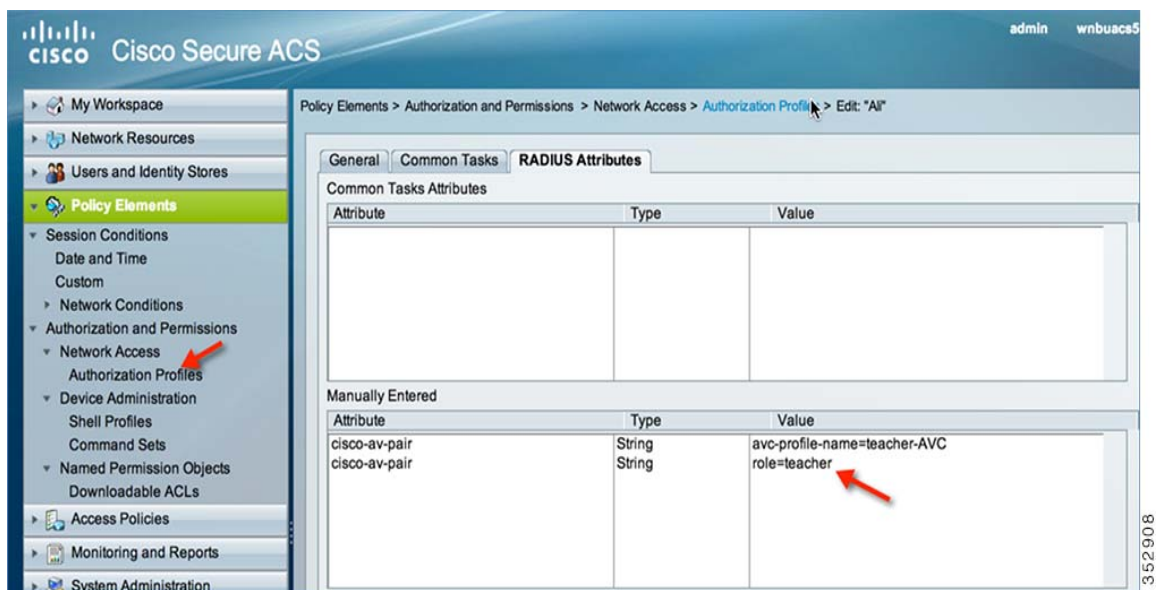 admin wnbuacs5
CISCO Cisco Secure ACS
My Workspace
Network Resources
Users and Identity Stores
Policy Elements
Session Conditions
Date and Time
Custom
Network Conditions
Authorization and Permissions
Network Access
Authorization Profiles
Device Administration
Shell Profiles
Command Sets
Named Permission Objects
Downloadable ACLs
Access Policies
Monitoring and Reports
System Administration
Policy Elements > Authorization and Permissions > Network Access > Authorization Profiles > Edit: "All"
General Common Tasks RADIUS Attributes
Common Tasks Attributes
Attribute Type Value
Manually Entered
Attribute Type Value
cisco-av-pair String avc-profile-name=teacher-AVC
cisco-av-pair String role=teacher
352908